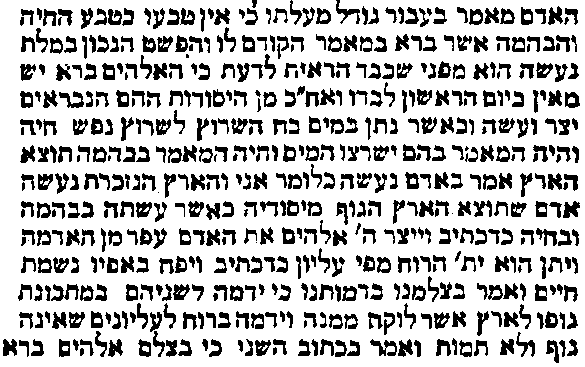 האדם מאמר בעבור גודל מעלתו כי אין טבעו כטבע החיה
והבהמה אשר ברא במאמר הקודם לו והפשט הנכון במלת
נעשה הוא מפני שכבר הראית לדעת כי האלהים ברא יש
מאין ביום הראשון לבדו ואח"כ מן היסודות ההם הנבראים
יצר ועשה וכאשר נתן במים כח השרוץ לשרוץ נפש חיה
והיה המאמר בהם ישרצו המים והיה המאמר בבהמה תוצא
הארץ אמר באדם נעשה כלומר אני והארץ הנזכרת נעשה
אדם שתוצא הארץ הגוף מיסודיה כאשר עשתה בבהמה
ובחיה כדכתיב וייצר ה' אלהים את האדם עפר מן האדמה
ויתן הוא ית' הרוח מפי עליון כדכתיב ויפח באפיו נשמת
חיים ואמר בצלמנו כדמותנו כי ידמה לשניהם במתכונת
גופו לארץ אשר לוקח ממנה וידמה ברוח לעליונים שאינה
גוף ולא תמות ואמר בכתוב השני כי בצלם אלהים ברא